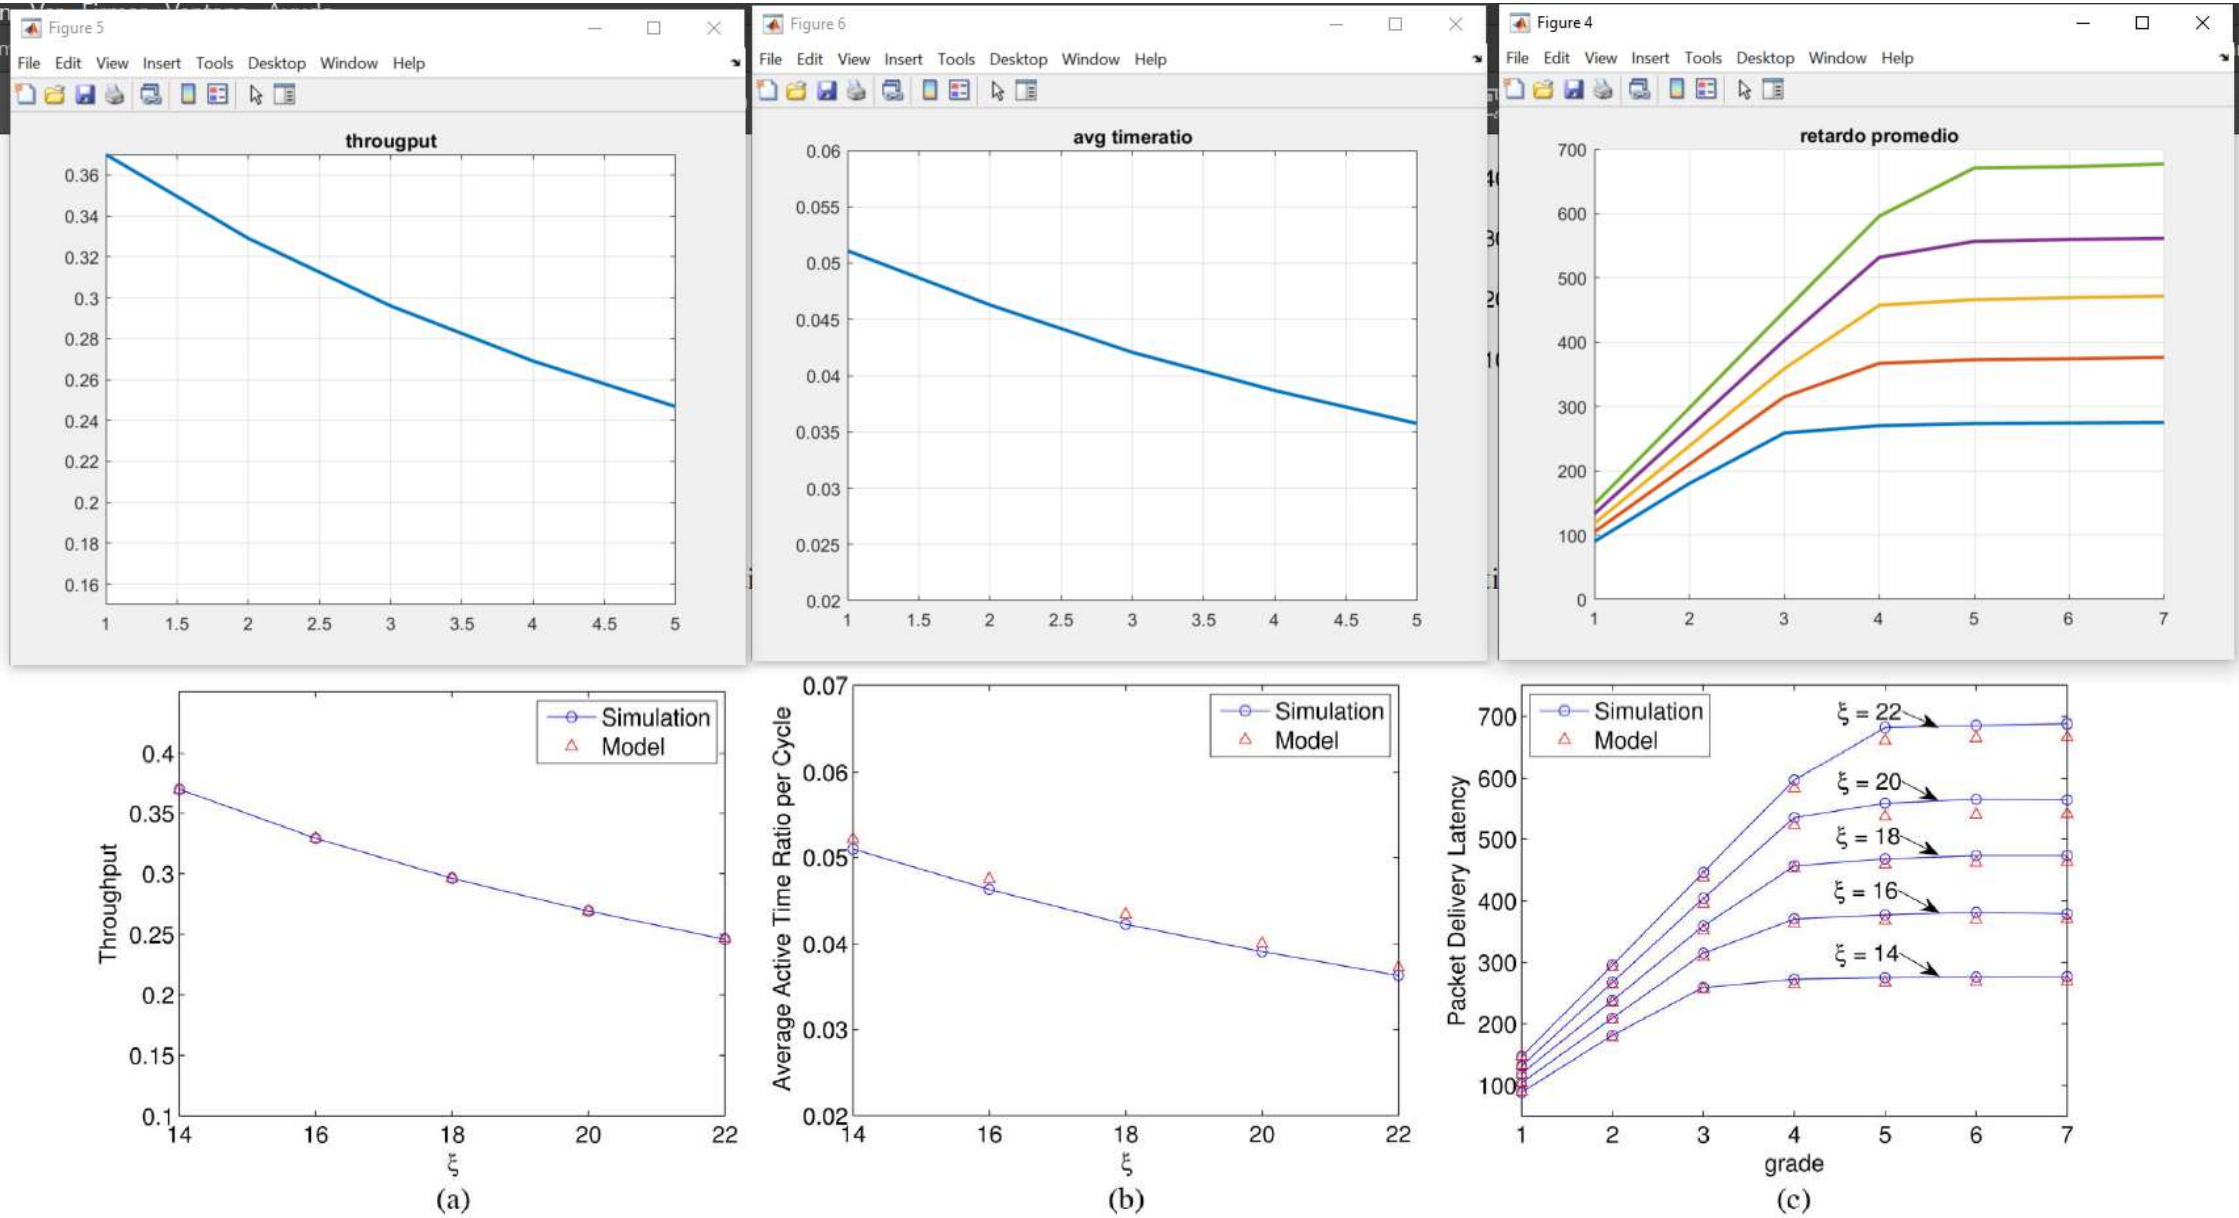 Figure 5
File Edit View Insert Tools Desktop Window Help
througput
0.36
0.34
0.32
0.3
0.28
0.26
0.24
0.22
0.2
0.18
0.16
1 1.5 2 2.5 3 3.5 4 4.5 5
Figure 6
File Edit View Insert Tools Desktop Window Help
avg timeratio
0.06
0.055
0.05
0.045
0.04
0.035
0.03
0.025
0.02
1 1.5 2 2.5 3 3.5 4 4.5 5
Figure 4
File Edit View Insert Tools Desktop Window Help
retardo promedio
700
600
500
400
300
200
100
0
1 2 3 4 5 6 7
Simulation
Model
Throughput
0.4
0.35
0.3
0.25
0.2
0.15
0.1
14 16 18 20 22
ξ
(a)
Simulation
Model
Average Active Time Ratio per Cycle
0.07
0.06
0.05
0.04
0.03
0.02
14 16 18 20 22
ξ
(b)
Simulation
Model
Packet Delivery Latency
700
600
500
400
300
200
100
ξ = 22
ξ = 20
ξ = 18
ξ = 16
ξ = 14
1 2 3 4 5 6 7
grade
(c)